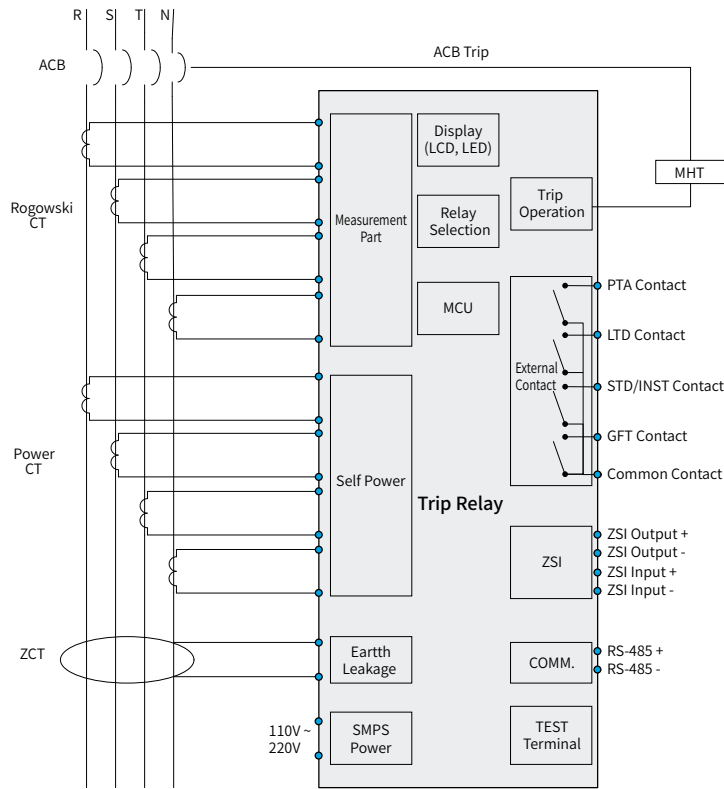 R S T N
ACB
ACB Trip
Display
(LCD, LED)
MHT
Trip
Operation
Rogowski
CT
Measurement
Part
Relay
Selection
MCU
PTA Contact
LTD Contact
External
Contact
STD/INST Contact
GFT Contact
Common Contact
Power
CT
Self Power
Trip Relay
ZSI
ZSI Output +
ZSI Output -
ZSI Input +
ZSI Input -
ZCT
Eartth
Leakage
COMM.
RS-485 +
RS-485 -
110V ~
220V
SMPS
Power
TEST
Terminal